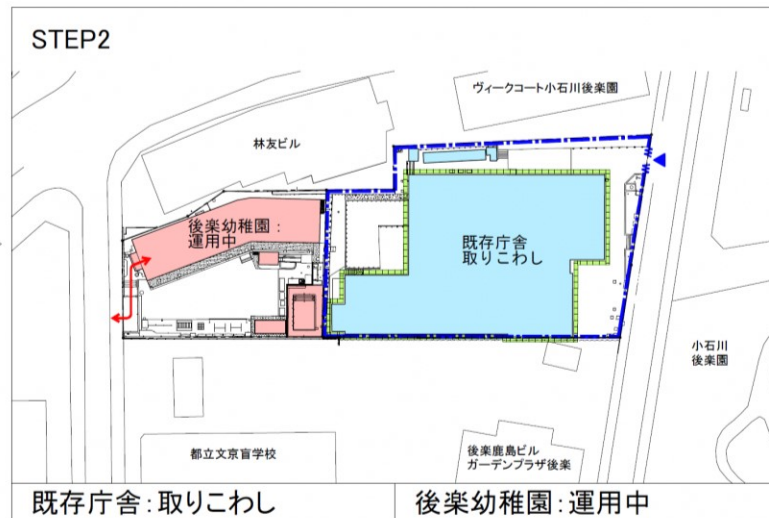 STEP2
ヴィークコート小石川後楽園
林友ビル
後楽幼稚園:
運用中
既存庁舎
取りこわし
小石川
後楽園
都立文京盲学校
後楽鹿島ビル
ガーデンプラザ後楽
既存庁舎:取りこわし
後楽幼稚園:運用中